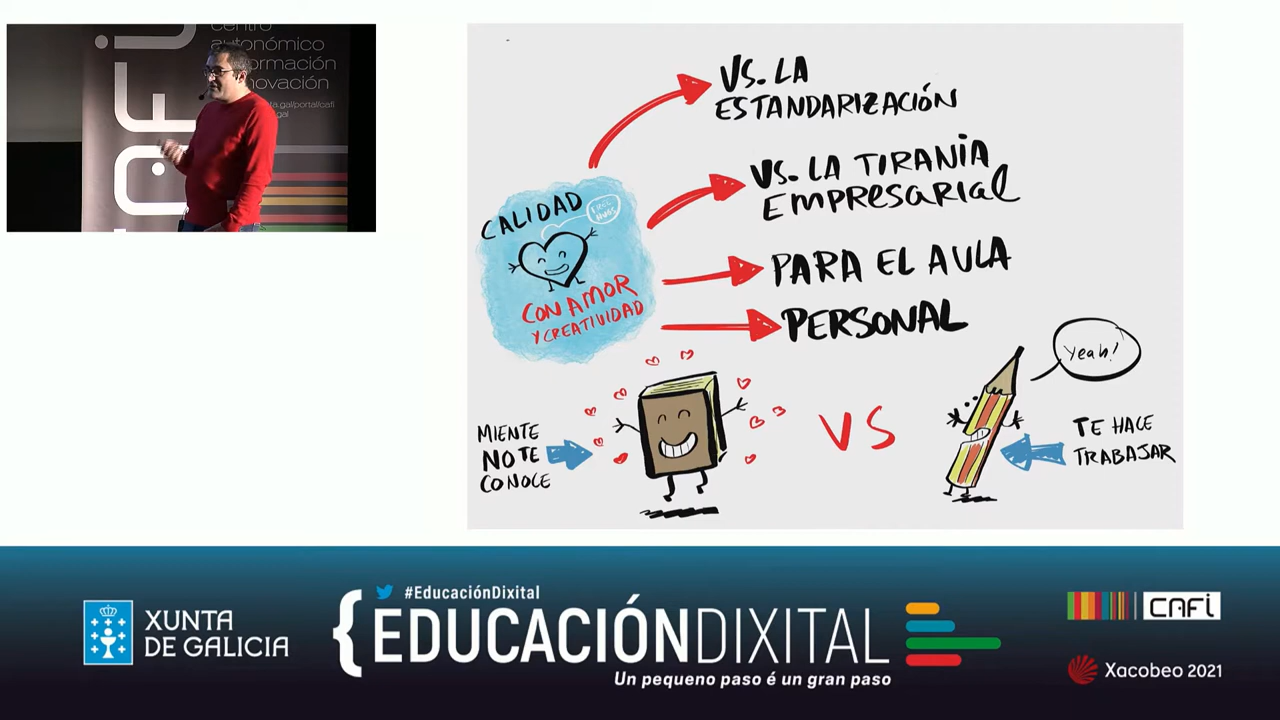 centro
autonómico
formación
novación
VS. LA
ESTANDARIZACIÓN
VS. LA TIRANIA
EMPRESARIAL
CALIDAD
CON AMOR
Y CREATIVIDAD
PARA EL AULA
PERSONAL
Yeah!
MIENTE
NO TE
CONOCE
VS
TE HACE
TRABAJAR
XUNTA
DE GALICIA
#EducaciónDixital
{EDUCACIÓNDIXITAL
Un pequeno paso é un gran paso
CAFi
Xacobeo 2021